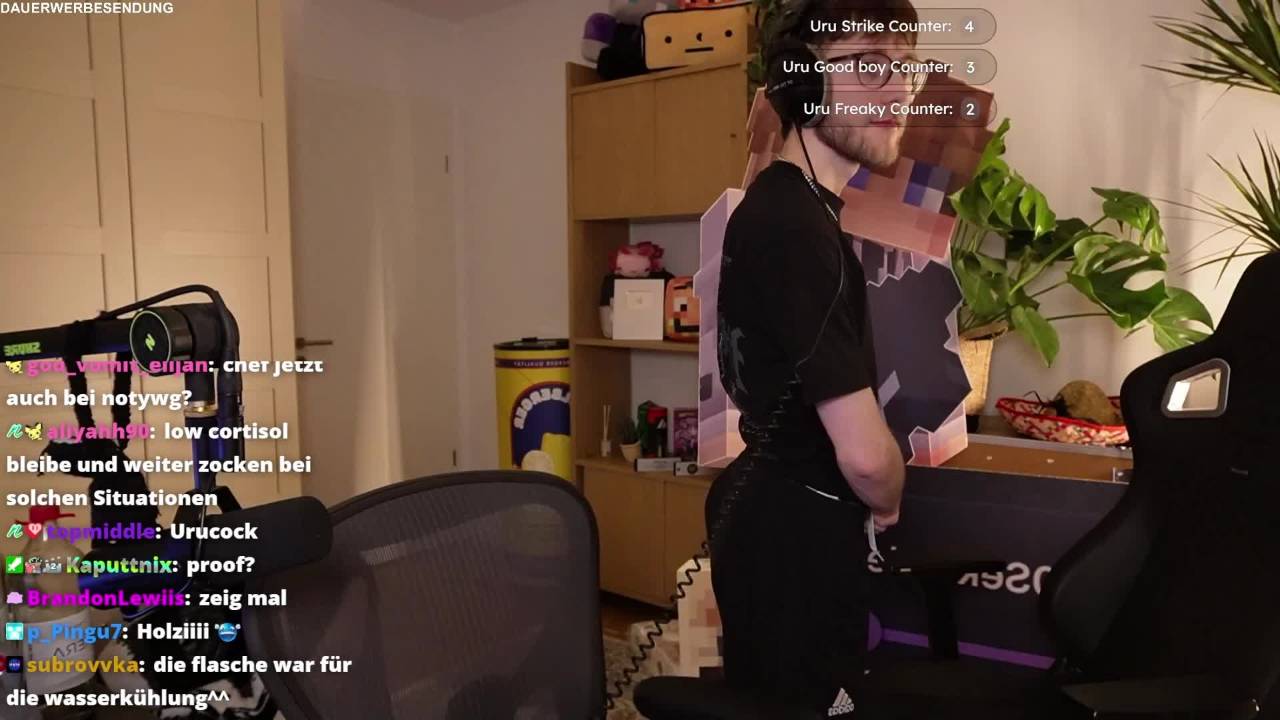 DAUERWERBESENDUNG
Uru Strike Counter: 4
Uru Good boy Counter: 3
Uru Freaky Counter: 2
god_vomit_elijan: cher jetzt
auch bei notywg?
aliyahh90: low cortisol
bleibe und weiter zocken bei
solchen Situationen
topmiddle: Urucock
Kaputtnix: proof?
BrandonLewiis: zeig mal
p_Pingu7: Holziiii
subrovvka: die flasche war für
die wasserkühlung^^
adidas